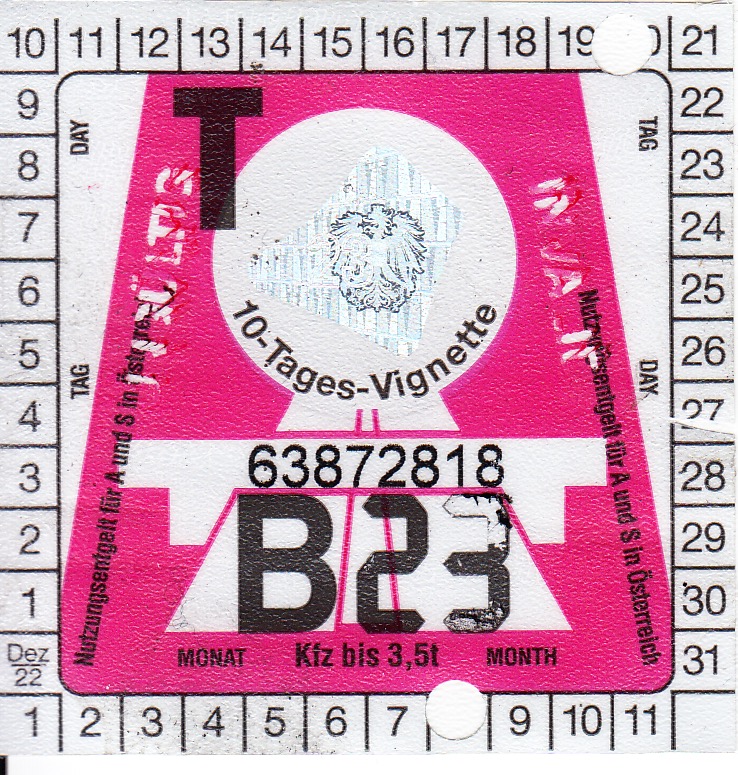 10 11 12 13 14 15 16 17 18 19 21
9 22
8 23
7 24
6 25
5 26
4 27
3 28
2 29
1 30
Dez 22 31
1 2 3 4 5 6 7 9 10 11
DAY
TAG
TAG
DAY
T
10-Tages-Vignette
63872818
B23
MONAT Kfz bis 3,5t MONTH
Nutzungsentgelt für A und S in Österreich
Nutzungsentgelt für A und S in Österreich